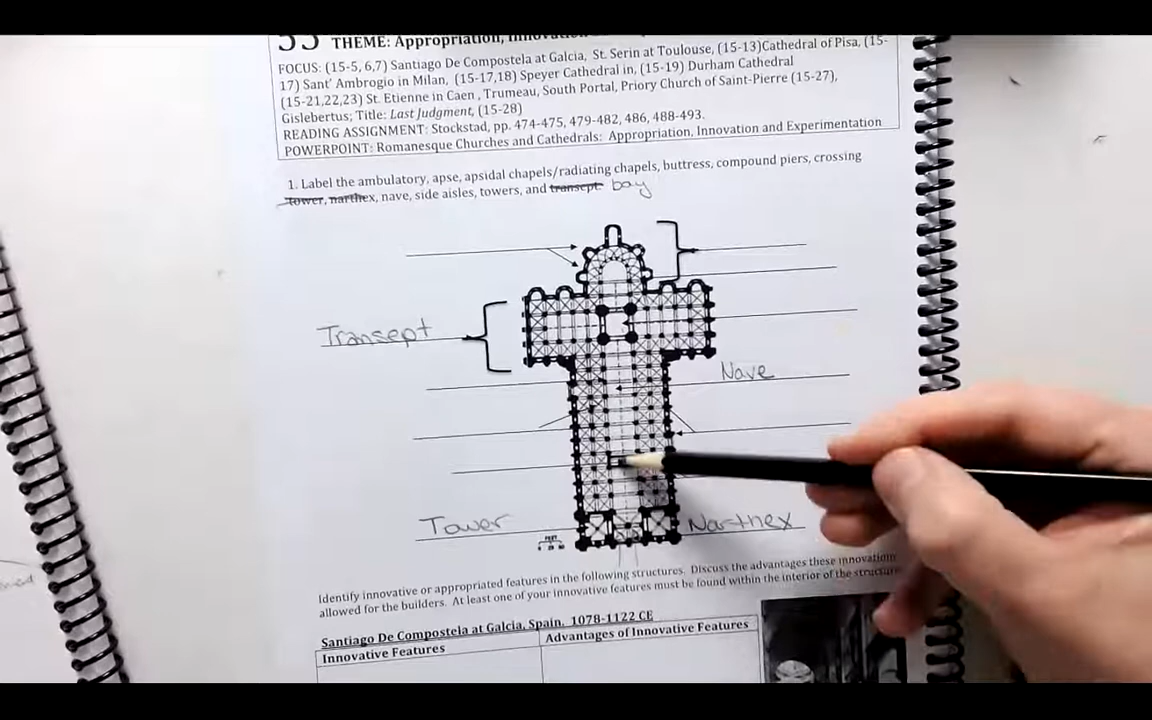 55 THEME: Appropriation, Innovation
FOCUS: (15-5, 6,7) Santiago De Compostela at Galcia, St. Serin at Toulouse, (15-13)Cathedral of Pisa, (15-
17) Sant' Ambrogio in Milan, (15-17,18) Speyer Cathedral in, (15-19) Durham Cathedral
(15-21,22,23) St. Etienne in Caen , Trumeau, South Portal, Priory Church of Saint-Pierre (15-27),
Gislebertus; Title: Last Judgment, (15-28)
READING ASSIGNMENT: Stockstad, pp. 474-475, 479-482, 486, 488-493.
POWERPOINT: Romanesque Churches and Cathedrals: Appropriation, Innovation and Experimentation
1. Label the ambulatory, apse, apsidal chapels/radiating chapels, buttress, compound piers, crossing
tower, narthex, nave, side aisles, towers, and transept. bay
Transept
Nave
Tower
Narthex
FEET
Identify innovative or appropriated features in the following structures. Discuss the advantages these innovations
allowed for the builders. At least one of your innovative features must be found within the interior of the structure
Santiago De Compostela at Galcia, Spain, 1078-1122 CE
Innovative Features
Advantages of Innovative Features